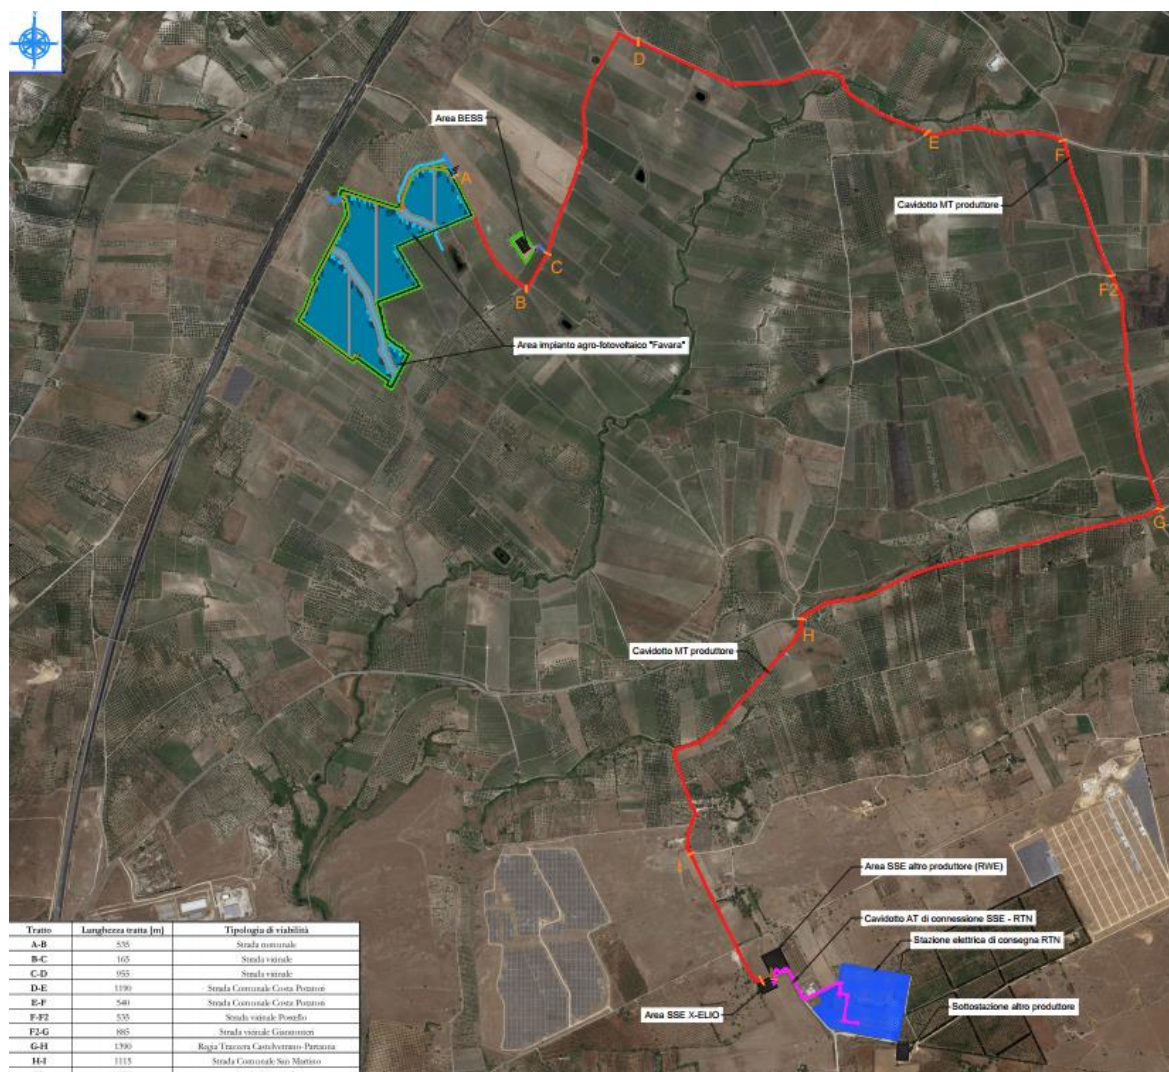 D
Area BESS
E
F
A
Cavidotto MT produttore
C
F2
B
Area impianto agro-fotovoltaico "Favara"
G
H
Cavidotto MT produttore
I
Area SSE altro produttore (RWE)
Cavidotto AT di connessione SSE - RTN
Stazione elettrica di consegna RTN
Sottostazione altro produttore
Area SSE X-ELIO
Tratto Lunghezza tratta [m] Tipologia di viabilità
A-B 535 Strada comunale
B-C 165 Strada vicinale
C-D 955 Strada vicinale
D-E 1190 Strada Comunale Costa Potatori
E-F 540 Strada Comunale Costa Potatori
F-F2 535 Strada vicinale Porello
F2-G 885 Strada vicinale
G-H 1390 Regia Trazzera Castelvetrano-Partanna
H-I 1115 Strada Comunale San Martino